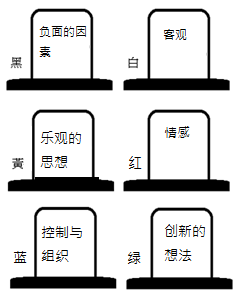 负面的因
素
黑
客观
白
乐观的
思想
黃
情感
红
控制与
组织
蓝
创新的
想法
绿